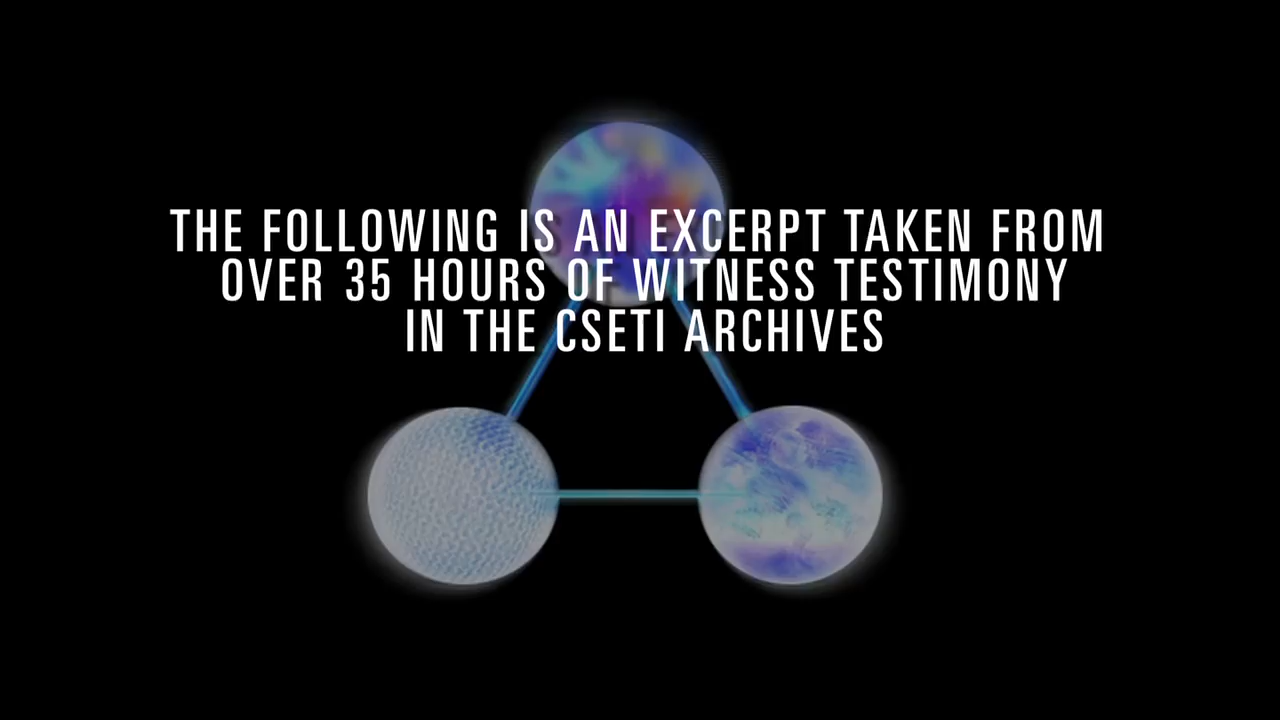 THE FOLLOWING IS AN EXCERPT TAKEN FROM
OVER 35 HOURS OF WITNESS TESTIMONY
IN THE CSETI ARCHIVES